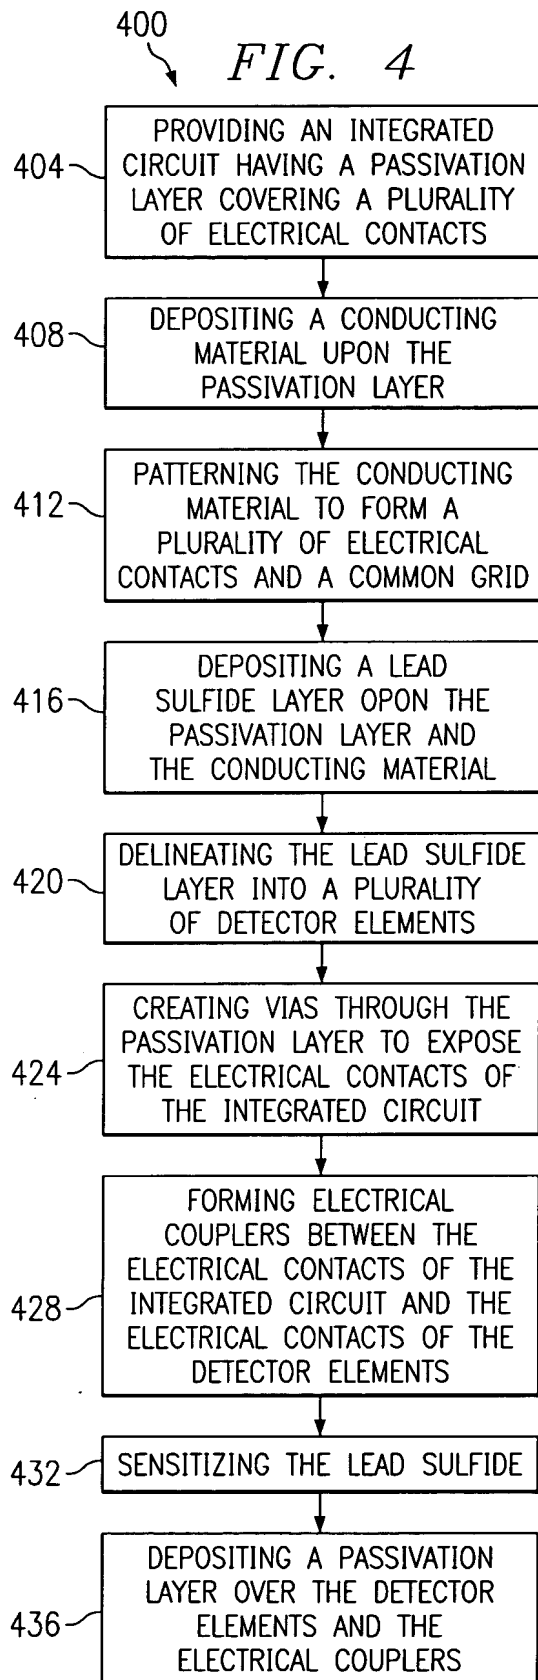 400
FIG. 4
404
PROVIDING AN INTEGRATED
CIRCUIT HAVING A PASSIVATION
LAYER COVERING A PLURALITY
OF ELECTRICAL CONTACTS
408
DEPOSITING A CONDUCTING
MATERIAL UPON THE
PASSIVATION LAYER
412
PATTERNING THE CONDUCTING
MATERIAL TO FORM A
PLURALITY OF ELECTRICAL
CONTACTS AND A COMMON GRID
416
DEPOSITING A LEAD
SULFIDE LAYER OPON THE
PASSIVATION LAYER AND
THE CONDUCTING MATERIAL
420
DELINEATING THE LEAD SULFIDE
LAYER INTO A PLURALITY
OF DETECTOR ELEMENTS
424
CREATING VIAS THROUGH THE
PASSIVATION LAYER TO EXPOSE
THE ELECTRICAL CONTACTS OF
THE INTEGRATED CIRCUIT
428
FORMING ELECTRICAL
COUPLERS BETWEEN THE
ELECTRICAL CONTACTS OF THE
INTEGRATED CIRCUIT AND THE
ELECTRICAL CONTACTS OF THE
DETECTOR ELEMENTS
432
SENSITIZING THE LEAD SULFIDE
436
DEPOSITING A PASSIVATION
LAYER OVER THE DETECTOR
ELEMENTS AND THE
ELECTRICAL COUPLERS